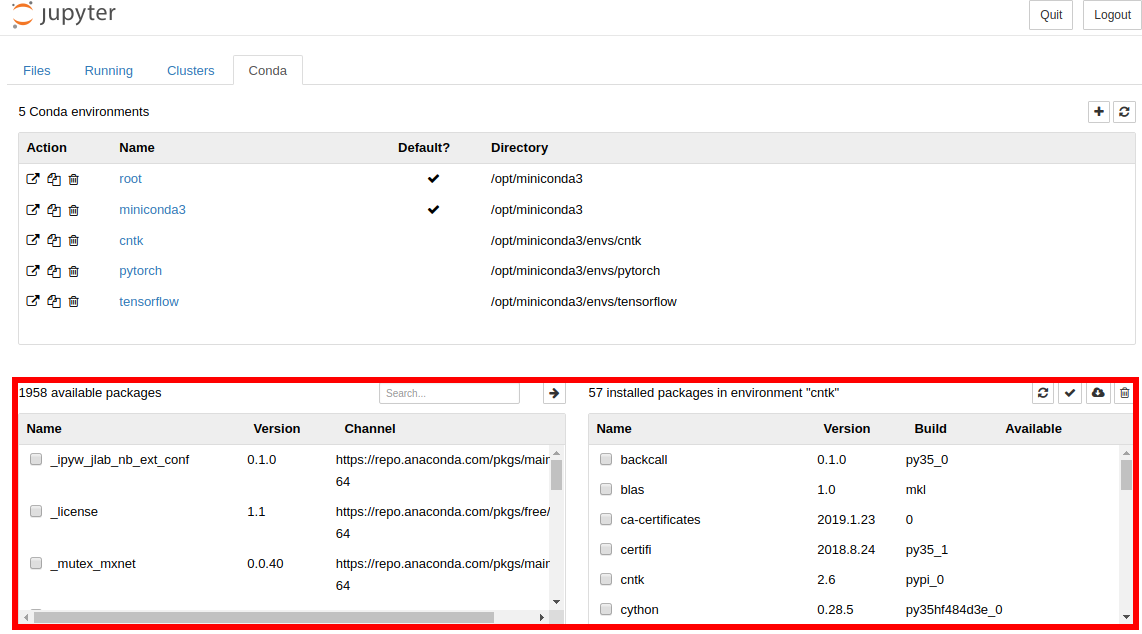 jupyter Quit Logout
Files Running Clusters Conda
5 Conda environments
Action Name Default? Directory
root /opt/miniconda3
miniconda3 /opt/miniconda3
cntk /opt/miniconda3/envs/cntk
pytorch /opt/miniconda3/envs/pytorch
tensorflow /opt/miniconda3/envs/tensorflow
1958 available packages Search...
Name Version Channel
_ipyw_jlab_nb_ext_conf 0.1.0 https://repo.anaconda.com/pkgs/main
64
_license 1.1 https://repo.anaconda.com/pkgs/free/
64
_mutex_mxnet 0.0.40 https://repo.anaconda.com/pkgs/main
64
57 installed packages in environment "cntk"
Name Version Build Available
backcall 0.1.0 py35_0
blas 1.0 mkl
ca-certificates 2019.1.23 0
certifi 2018.8.24 py35_1
cntk 2.6 pypi_0
cython 0.28.5 py35hf484d3e_0